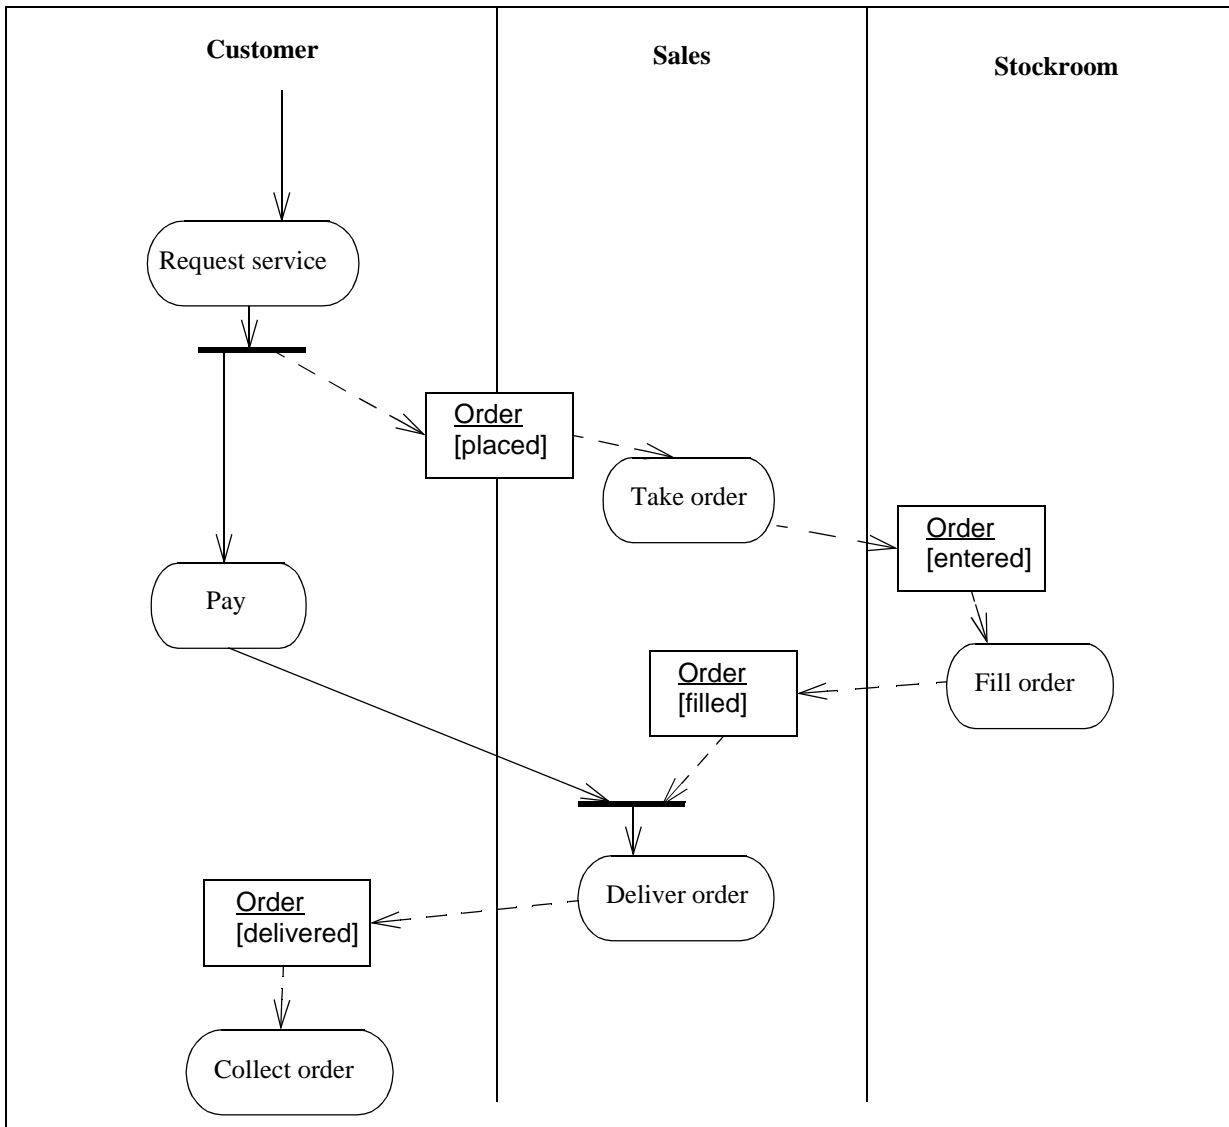 Customer
Sales
Stockroom
Request service
Order
[placed]
Take order
Order
[entered]
Pay
Order
[filled]
Fill order
Deliver order
Order
[delivered]
Collect order